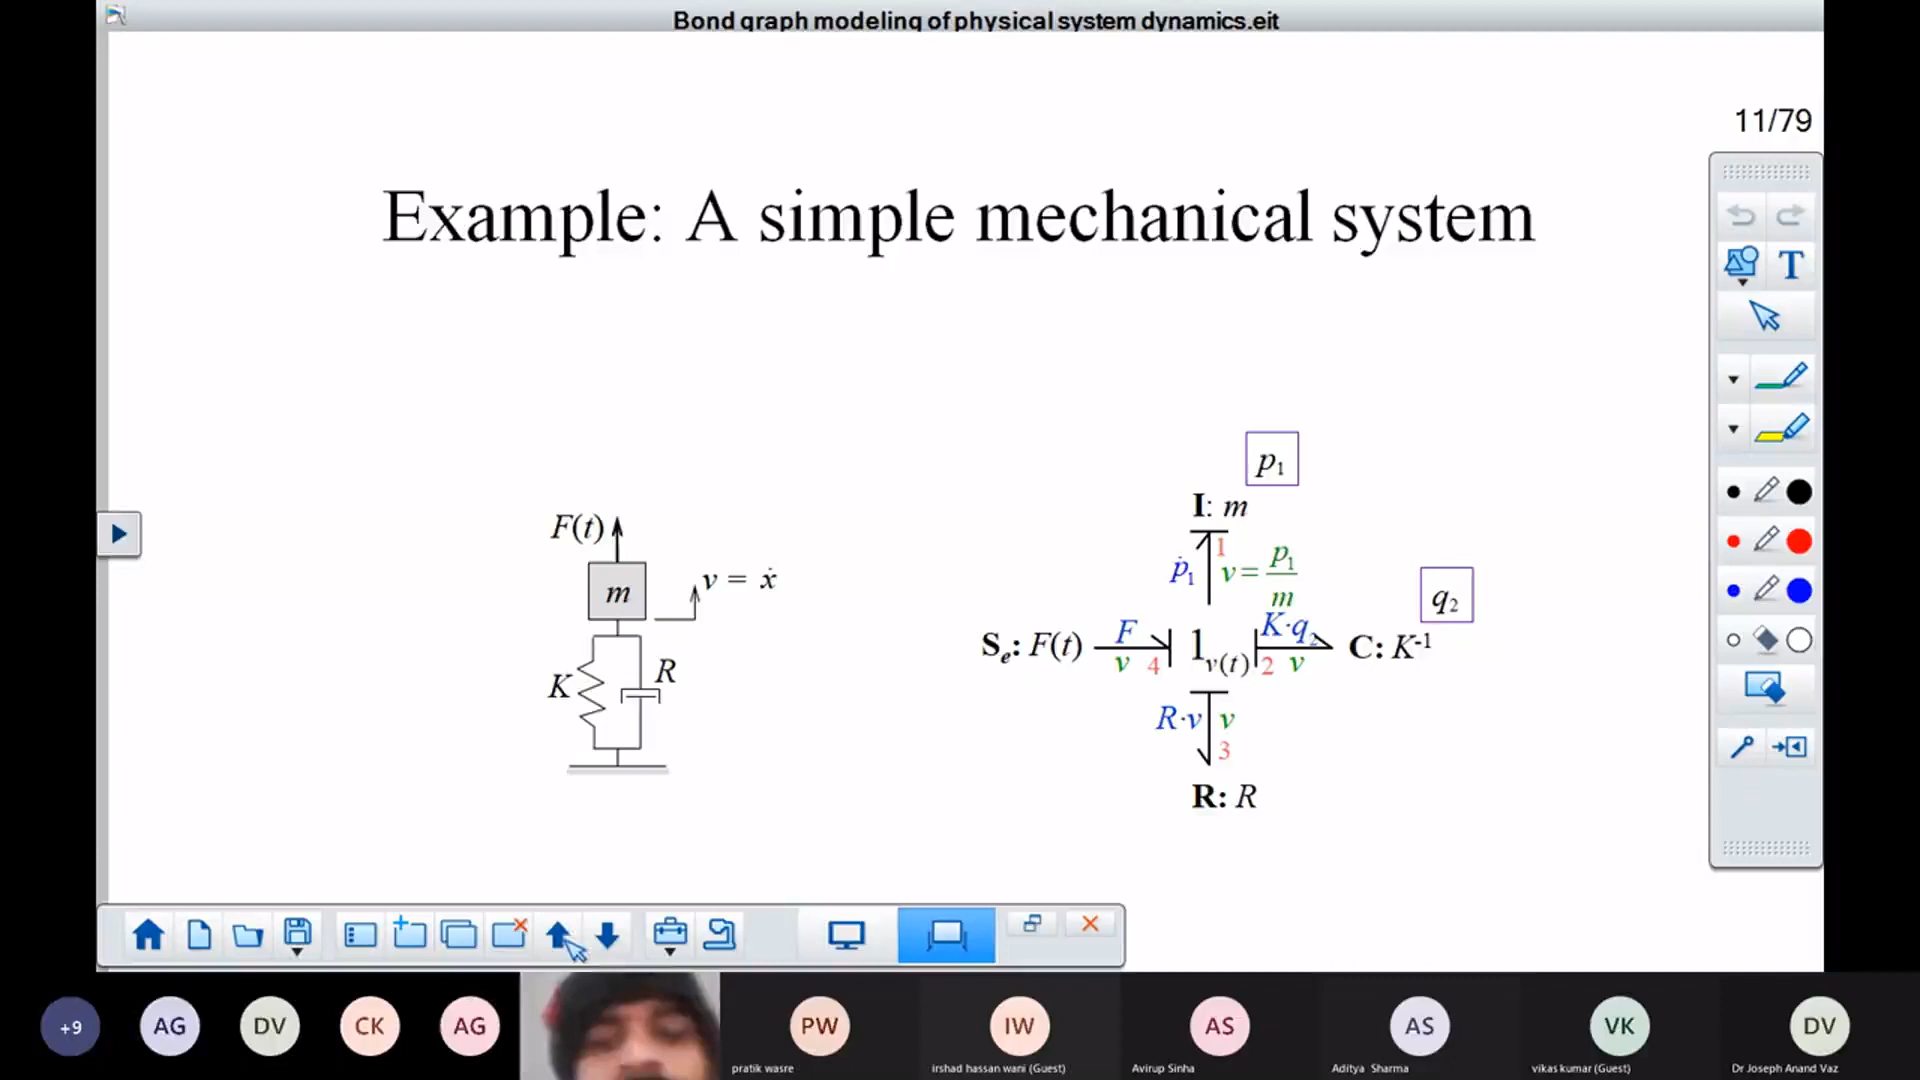 Bond graph modeling of physical system dynamics.eit
11/79
Example: A simple mechanical system
F(t)
m
v = ẋ
K
R
p₁
I: m
ṗ₁ 1 v = p₁/m
q₂
Sₑ: F(t) F v 4 1ᵥ₍ₜ₎ K·q₂ 2 v C: K⁻¹
R·v v 3
R: R
T
+9
AG
DV
CK
AG
PW
IW
AS
AS
VK
DV
pratik wasre
irshad hassan wani (Guest)
Avirup Sinha
Aditya Sharma
vikas kumar (Guest)
Dr Joseph Anand Vaz